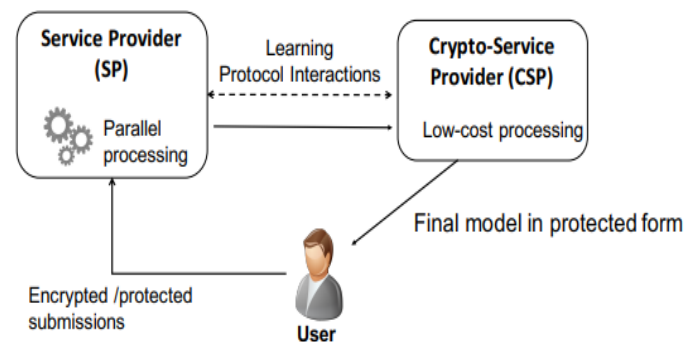 Service Provider
(SP)
Parallel
processing
Learning
Protocol Interactions
Crypto-Service
Provider (CSP)
Low-cost processing
Final model in protected form
Encrypted /protected
submissions
User